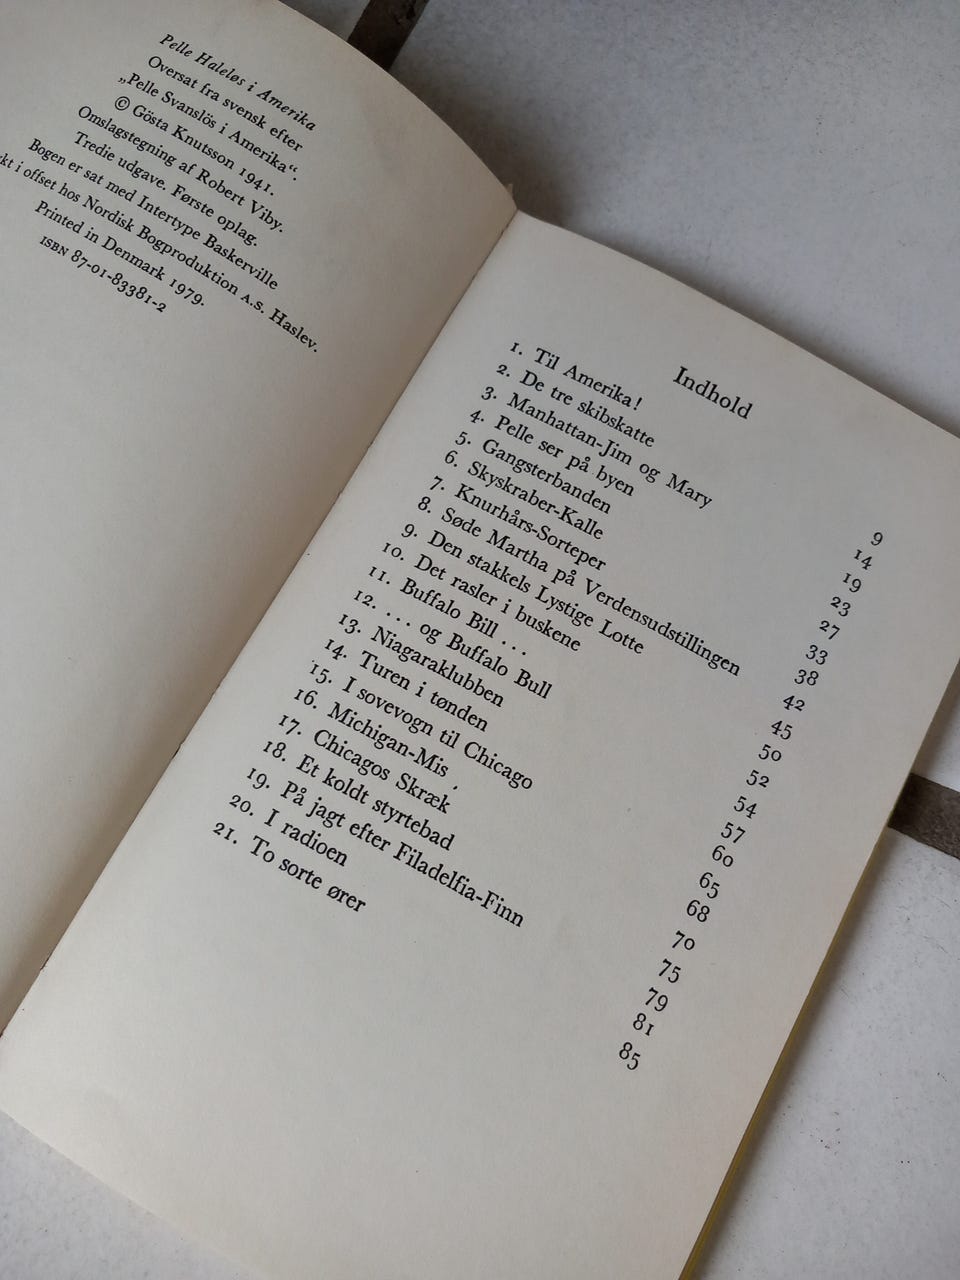 Pelle Haleløs i Amerika
Oversat fra svensk efter
„Pelle Svanslös i Amerika“.
© Gösta Knutsson 1941.
Omslagstegning af Robert Viby.
Tredie udgave. Første oplag.
Bogen er sat med Intertype Baskerville
i offset hos Nordisk Bogproduktion A.S. Haslev.
Printed in Denmark 1979.
ISBN 87-01-83381-2
Indhold
1. Til Amerika! 9
2. De tre skibskatte 14
3. Manhattan-Jim og Mary 19
4. Pelle ser på byen 23
5. Gangsterbanden 27
6. Skyskraber-Kalle 33
7. Knurhårs-Sorteper 38
8. Søde Martha på Verdensudstillingen 42
9. Den stakkels Lystige Lotte 45
10. Det rasler i buskene 50
11. Buffalo Bill ... 52
12. ... og Buffalo Bull 54
13. Niagaraklubben 57
14. Turen i tønden 60
15. I sovevogn til Chicago 65
16. Michigan-Mis 68
17. Chicagos Skræk 70
18. Et koldt styrtebad 75
19. På jagt efter Filadelfia-Finn 79
20. I radioen 81
21. To sorte ører 85